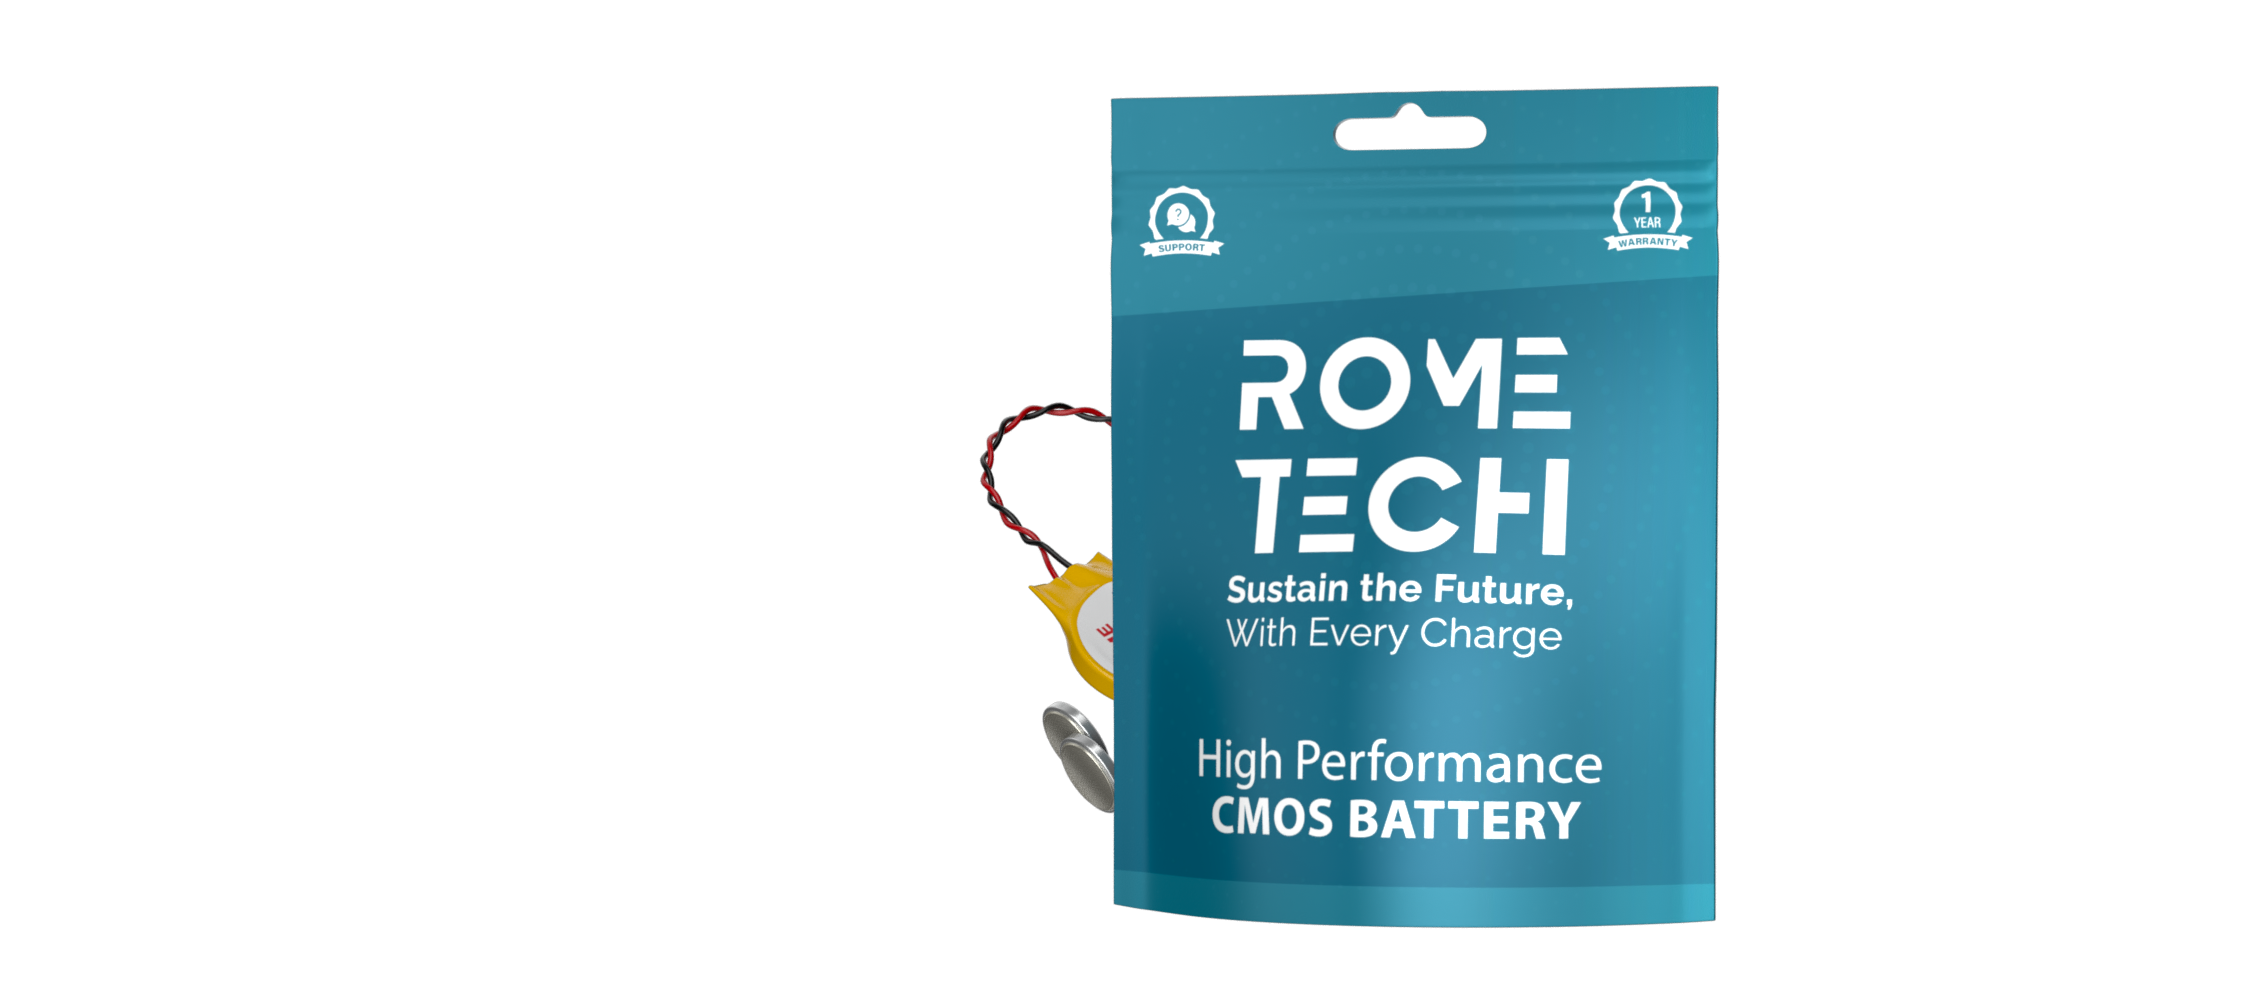 SUPPORT
1
YEAR
WARRANTY
ROME
TECH
Sustain the Future,
With Every Charge
High Performance
CMOS BATTERY